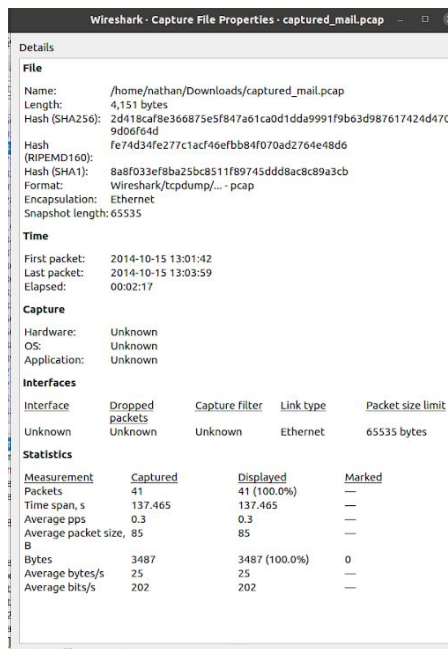 Wireshark · Capture File Properties · captured_mail.pcap
Details
File
Name: /home/nathan/Downloads/captured_mail.pcap
Length: 4,151 bytes
Hash (SHA256): 2d418caf8e366875e5f847a61ca0d1dda9991f9b63d987617424d470
9d06f64d
Hash (RIPEMD160): fe74d34fe277c1acf46efbb84f070ad2764e48d6
Hash (SHA1): 8a8f033ef8ba25bc8511f89745ddd8ac8c89a3cb
Format: Wireshark/tcpdump/... - pcap
Encapsulation: Ethernet
Snapshot length: 65535
Time
First packet: 2014-10-15 13:01:42
Last packet: 2014-10-15 13:03:59
Elapsed: 00:02:17
Capture
Hardware: Unknown
OS: Unknown
Application: Unknown
Interfaces
Interface Dropped packets Capture filter Link type Packet size limit
Unknown Unknown Unknown Ethernet 65535 bytes
Statistics
Measurement Captured Displayed Marked
Packets 41 41 (100.0%) —
Time span, s 137.465 137.465 —
Average pps 0.3 0.3 —
Average packet size, B 85 85 —
Bytes 3487 3487 (100.0%) 0
Average bytes/s 25 25 —
Average bits/s 202 202 —